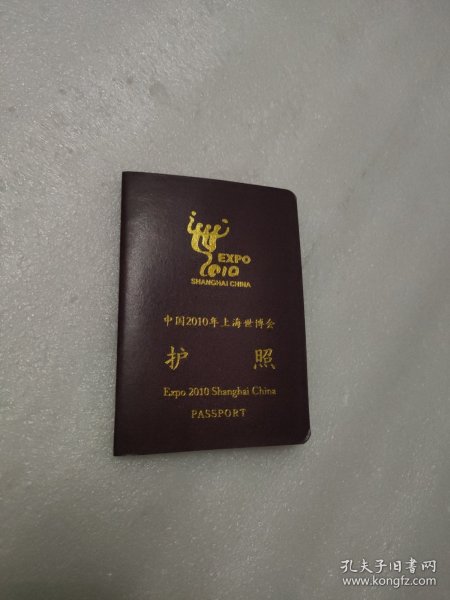 EXPO
2010
SHANGHAI CHINA
中国2010年上海世博会
护 照
Expo 2010 Shanghai China
PASSPORT
孔夫子旧书网
www.kongfz.com